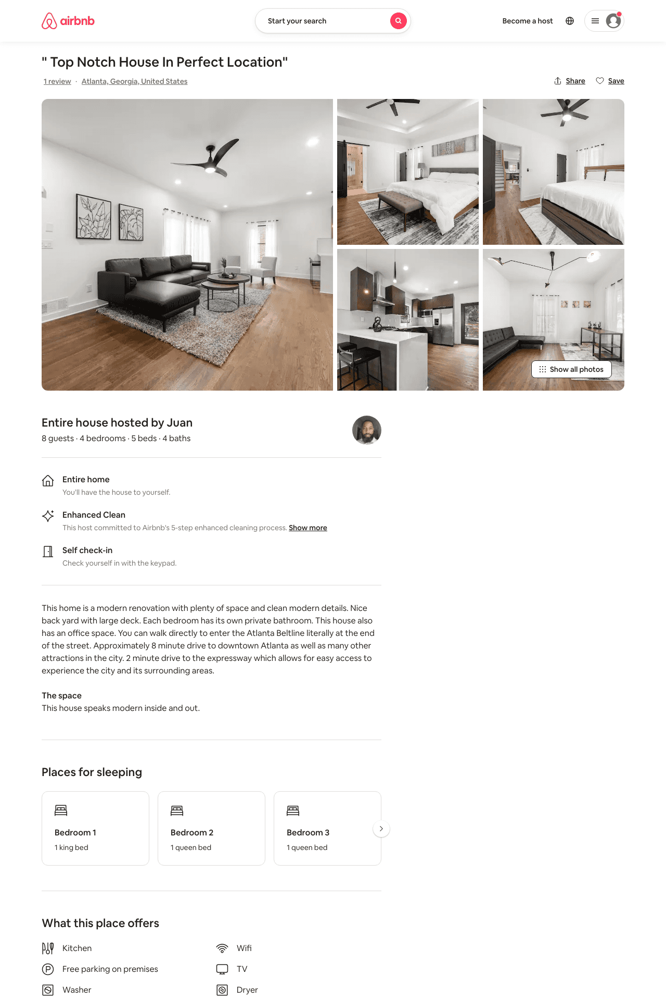 airbnb
Start your search
Become a host
" Top Notch House In Perfect Location"
1 review · Atlanta, Georgia, United States
Share
Save
Show all photos
Entire house hosted by Juan
8 guests · 4 bedrooms · 5 beds · 4 baths
Entire home
You'll have the house to yourself.
Enhanced Clean
This host committed to Airbnb's 5-step enhanced cleaning process. Show more
Self check-in
Check yourself in with the keypad.
This home is a modern renovation with plenty of space and clean modern details. Nice
back yard with large deck. Each bedroom has its own private bathroom. This house also
has an office space. You can walk directly to enter the Atlanta Beltline literally at the end
of the street. Approximately 8 minute drive to downtown Atlanta as well as many other
attractions in the city. 2 minute drive to the expressway which allows for easy access to
experience the city and its surrounding areas.
The space
This house speaks modern inside and out.
Places for sleeping
Bedroom 1
1 king bed
Bedroom 2
1 queen bed
Bedroom 3
1 queen bed
What this place offers
Kitchen
Wifi
Free parking on premises
TV
Washer
Dryer